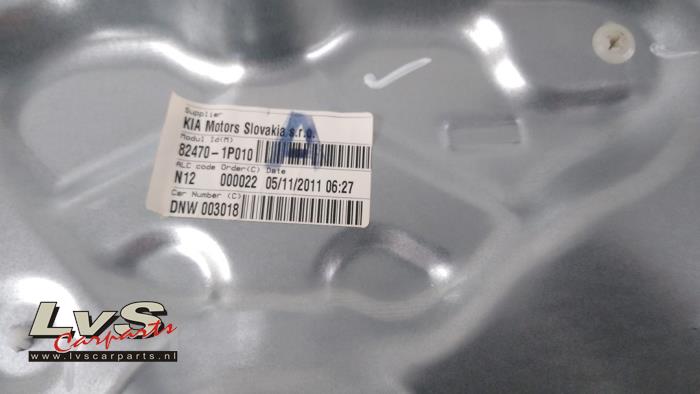 Supplier
KIA Motors Slovakia s.r.o.
Modul Id(M)
82470-1P010
ALC code Order(C) Date
N12 000022 05/11/2011 06:27
Car Number (C)
DNW 003018
A
LvS
Carparts
www.lvscarparts.nl